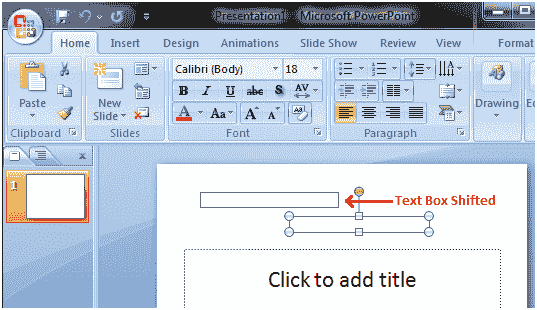 Presentation1 Microsoft PowerPoint
Home Insert Design Animations Slide Show Review View Format
Calibri (Body) 18
Paste
New
Slide
Drawing
B I U abc S AV
A Aa A A
Clipboard Slides Font Paragraph
1
Text Box Shifted
Click to add title